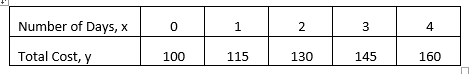 Number of Days, x 0 1 2 3 4
Total Cost, y 100 115 130 145 160